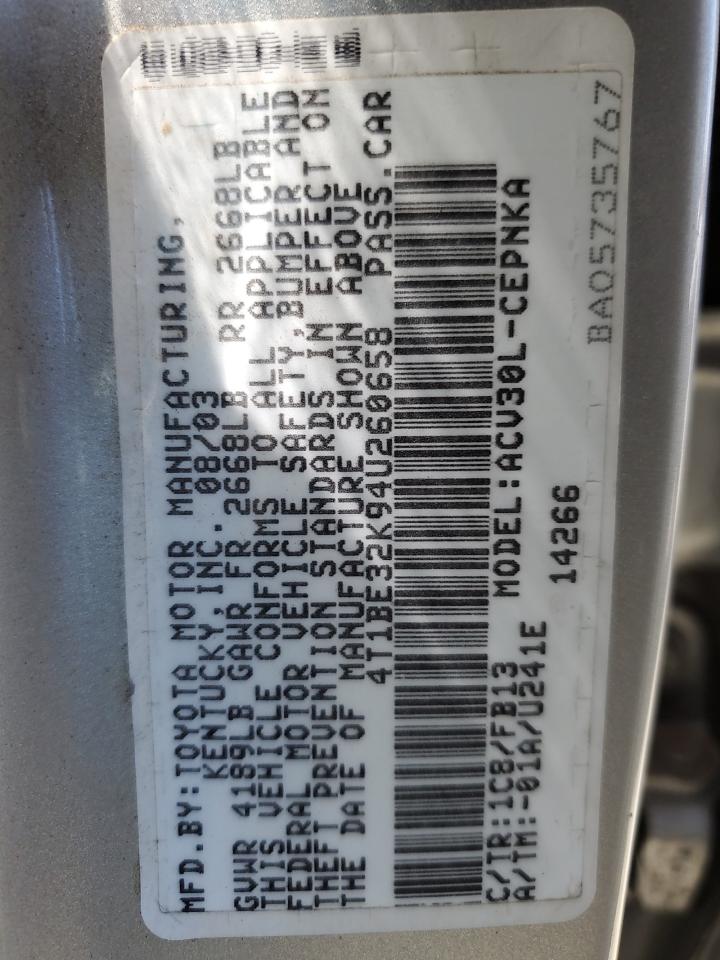 MFD.BY:TOYOTA MOTOR MANUFACTURING,
KENTUCKY,INC. 08/03
GVWR 4189LB GAWR FR 2668LB RR 2668LB
THIS VEHICLE CONFORMS TO ALL APPLICABLE
FEDERAL MOTOR VEHICLE SAFETY,BUMPER AND
THEFT PREVENTION STANDARDS IN EFFECT ON
THE DATE OF MANUFACTURE SHOWN ABOVE
4T1BE32K94U260658 PASS.CAR
MODEL:ACV30L-CEPNKA
C/TR:1C8/FB13
A/TM:-01A/U241E 14266
BA05735767